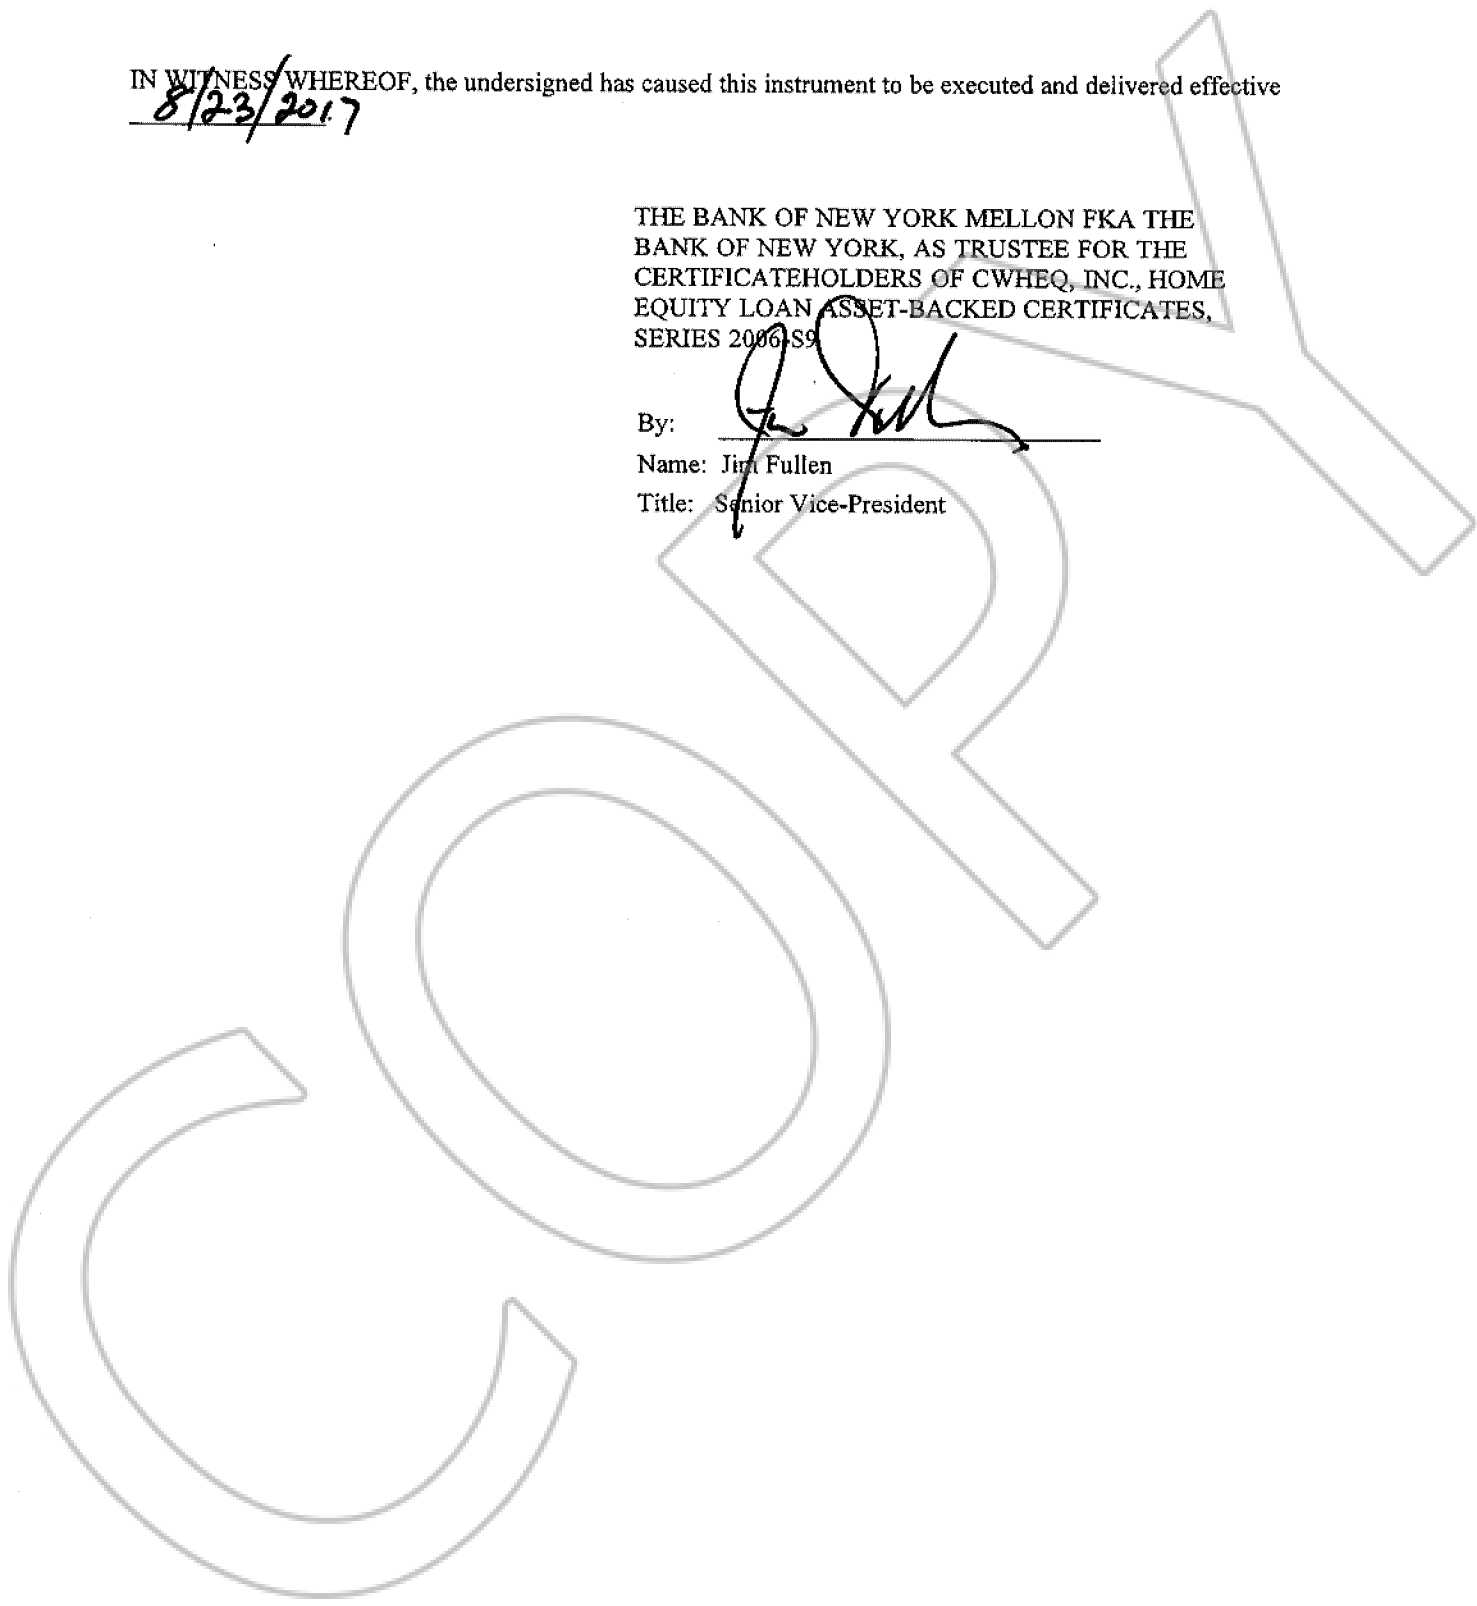 IN WITNESS WHEREOF, the undersigned has caused this instrument to be executed and delivered effective
8/23/2017
THE BANK OF NEW YORK MELLON FKA THE
BANK OF NEW YORK, AS TRUSTEE FOR THE
CERTIFICATEHOLDERS OF CWHEQ, INC., HOME
EQUITY LOAN ASSET-BACKED CERTIFICATES,
SERIES 2006-S9
By:
Name: Jim Fullen
Title: Senior Vice-President
COPY